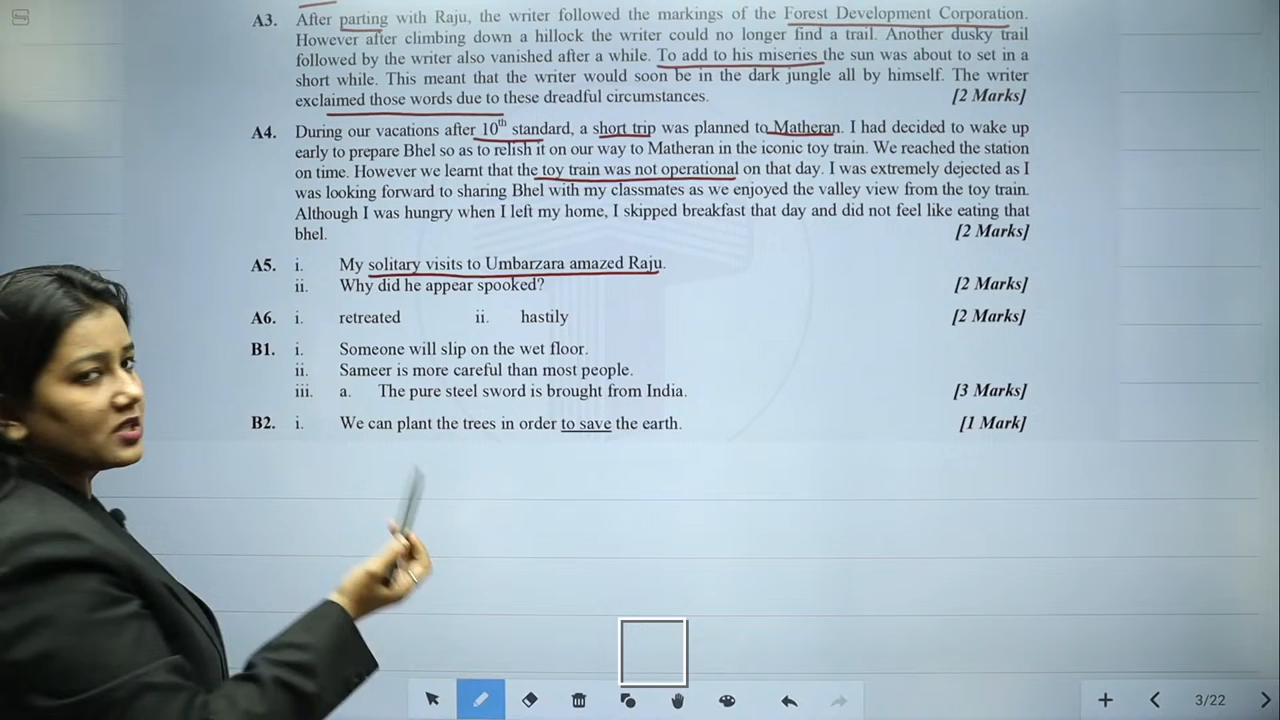 A3. After parting with Raju, the writer followed the markings of the Forest Development Corporation.
However after climbing down a hillock the writer could no longer find a trail. Another dusky trail
followed by the writer also vanished after a while. To add to his miseries the sun was about to set in a
short while. This meant that the writer would soon be in the dark jungle all by himself. The writer
exclaimed those words due to these dreadful circumstances. [2 Marks]
A4. During our vacations after 10th standard, a short trip was planned to Matheran. I had decided to wake up
early to prepare Bhel so as to relish it on our way to Matheran in the iconic toy train. We reached the station
on time. However we learnt that the toy train was not operational on that day. I was extremely dejected as I
was looking forward to sharing Bhel with my classmates as we enjoyed the valley view from the toy train.
Although I was hungry when I left my home, I skipped breakfast that day and did not feel like eating that
bhel. [2 Marks]
A5. i. My solitary visits to Umbarzara amazed Raju.
ii. Why did he appear spooked? [2 Marks]
A6. i. retreated ii. hastily [2 Marks]
B1. i. Someone will slip on the wet floor.
ii. Sameer is more careful than most people.
iii. a. The pure steel sword is brought from India. [3 Marks]
B2. i. We can plant the trees in order to save the earth. [1 Mark]
3/22